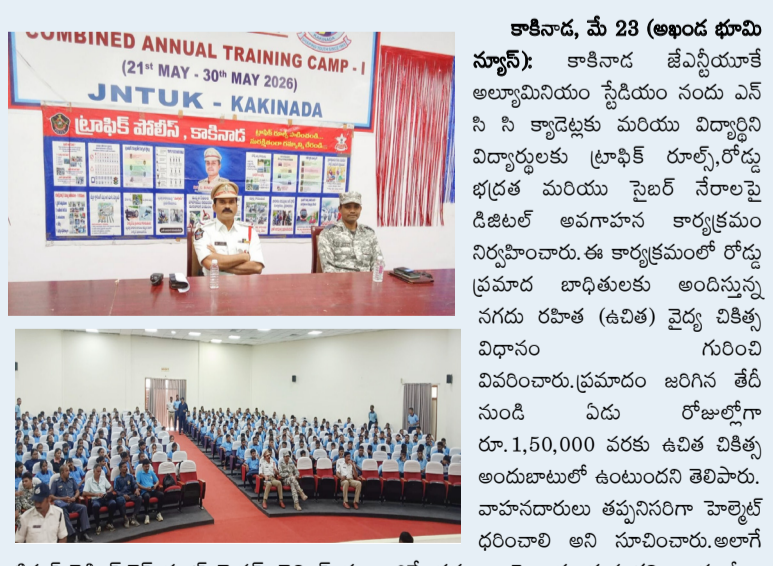 COMBINED ANNUAL TRAINING CAMP - I
(21st MAY - 30th MAY 2026)
JNTUK - KAKINADA
ట్రాఫిక్ పోలీస్, కాకినాడ
కాకినాడ, మే 23 (అఖండ భూమి
న్యూస్): కాకినాడ జేఎన్టీయూకే
అల్యూమినియం స్టేడియం నందు ఎన్
సి సి క్యాడెట్లకు మరియు విద్యార్థిని
విద్యార్థులకు ట్రాఫిక్ రూల్స్,రోడ్డు
భద్రత మరియు సైబర్ నేరాలపై
డిజిటల్ అవగాహన కార్యక్రమం
నిర్వహించారు.ఈ కార్యక్రమంలో రోడ్డు
ప్రమాద బాధితులకు అందిస్తున్న
నగదు రహిత (ఉచిత) వైద్య చికిత్స
విధానం గురించి
వివరించారు.ప్రమాదం జరిగిన తేదీ
నుండి ఏడు రోజుల్లోగా
రూ.1,50,000 వరకు ఉచిత చికిత్స
అందుబాటులో ఉంటుందని తెలిపారు.
వాహనదారులు తప్పనిసరిగా హెల్మెట్
ధరించాలి అని సూచించారు.అలాగే